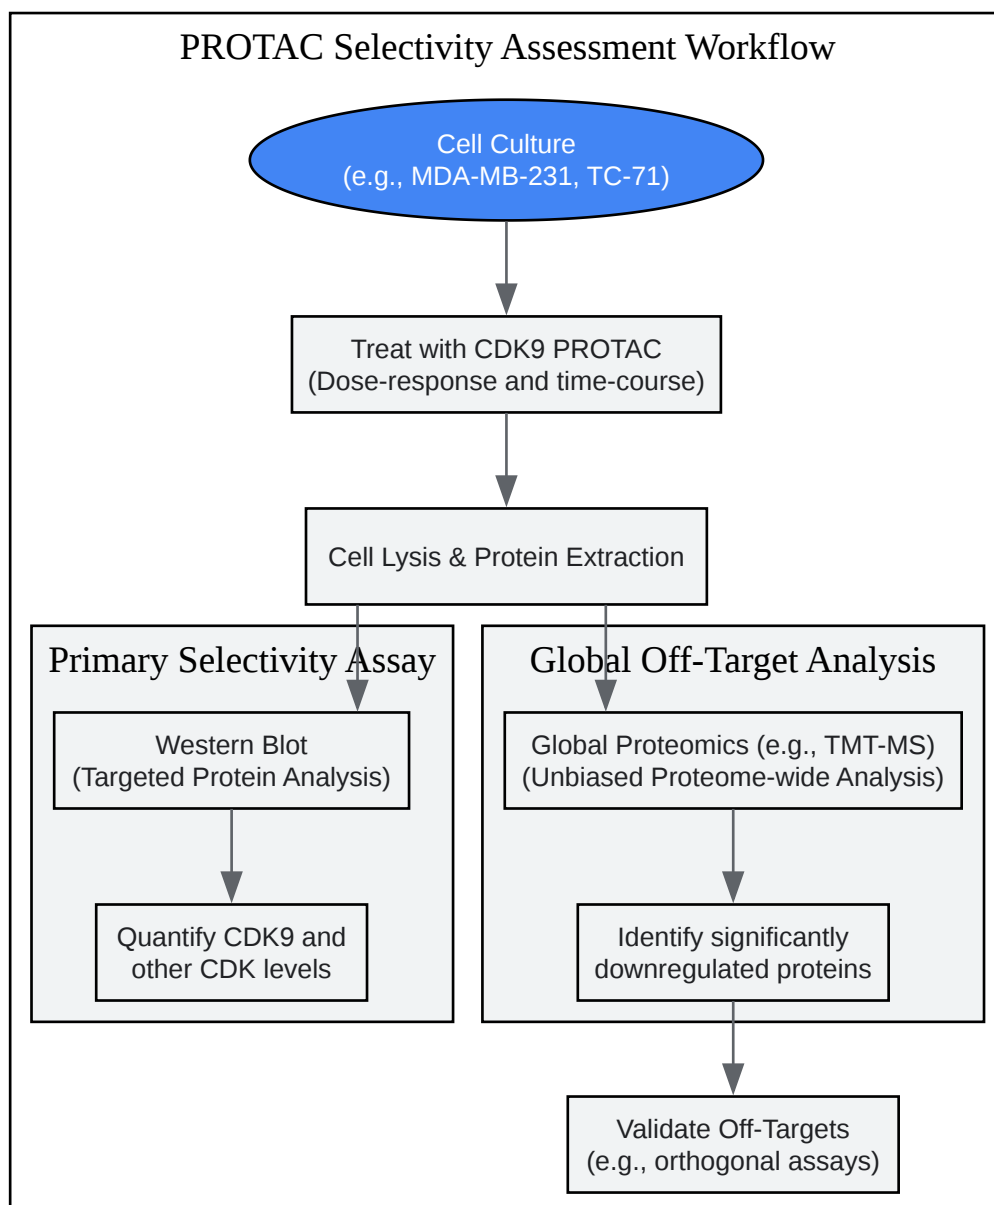 PROTAC Selectivity Assessment Workflow
Cell Culture
(e.g., MDA-MB-231, TC-71)
Treat with CDK9 PROTAC
(Dose-response and time-course)
Cell Lysis & Protein Extraction
Primary Selectivity Assay
Western Blot
(Targeted Protein Analysis)
Quantify CDK9 and
other CDK levels
Global Off-Target Analysis
Global Proteomics (e.g., TMT-MS)
(Unbiased Proteome-wide Analysis)
Identify significantly
downregulated proteins
Validate Off-Targets
(e.g., orthogonal assays)